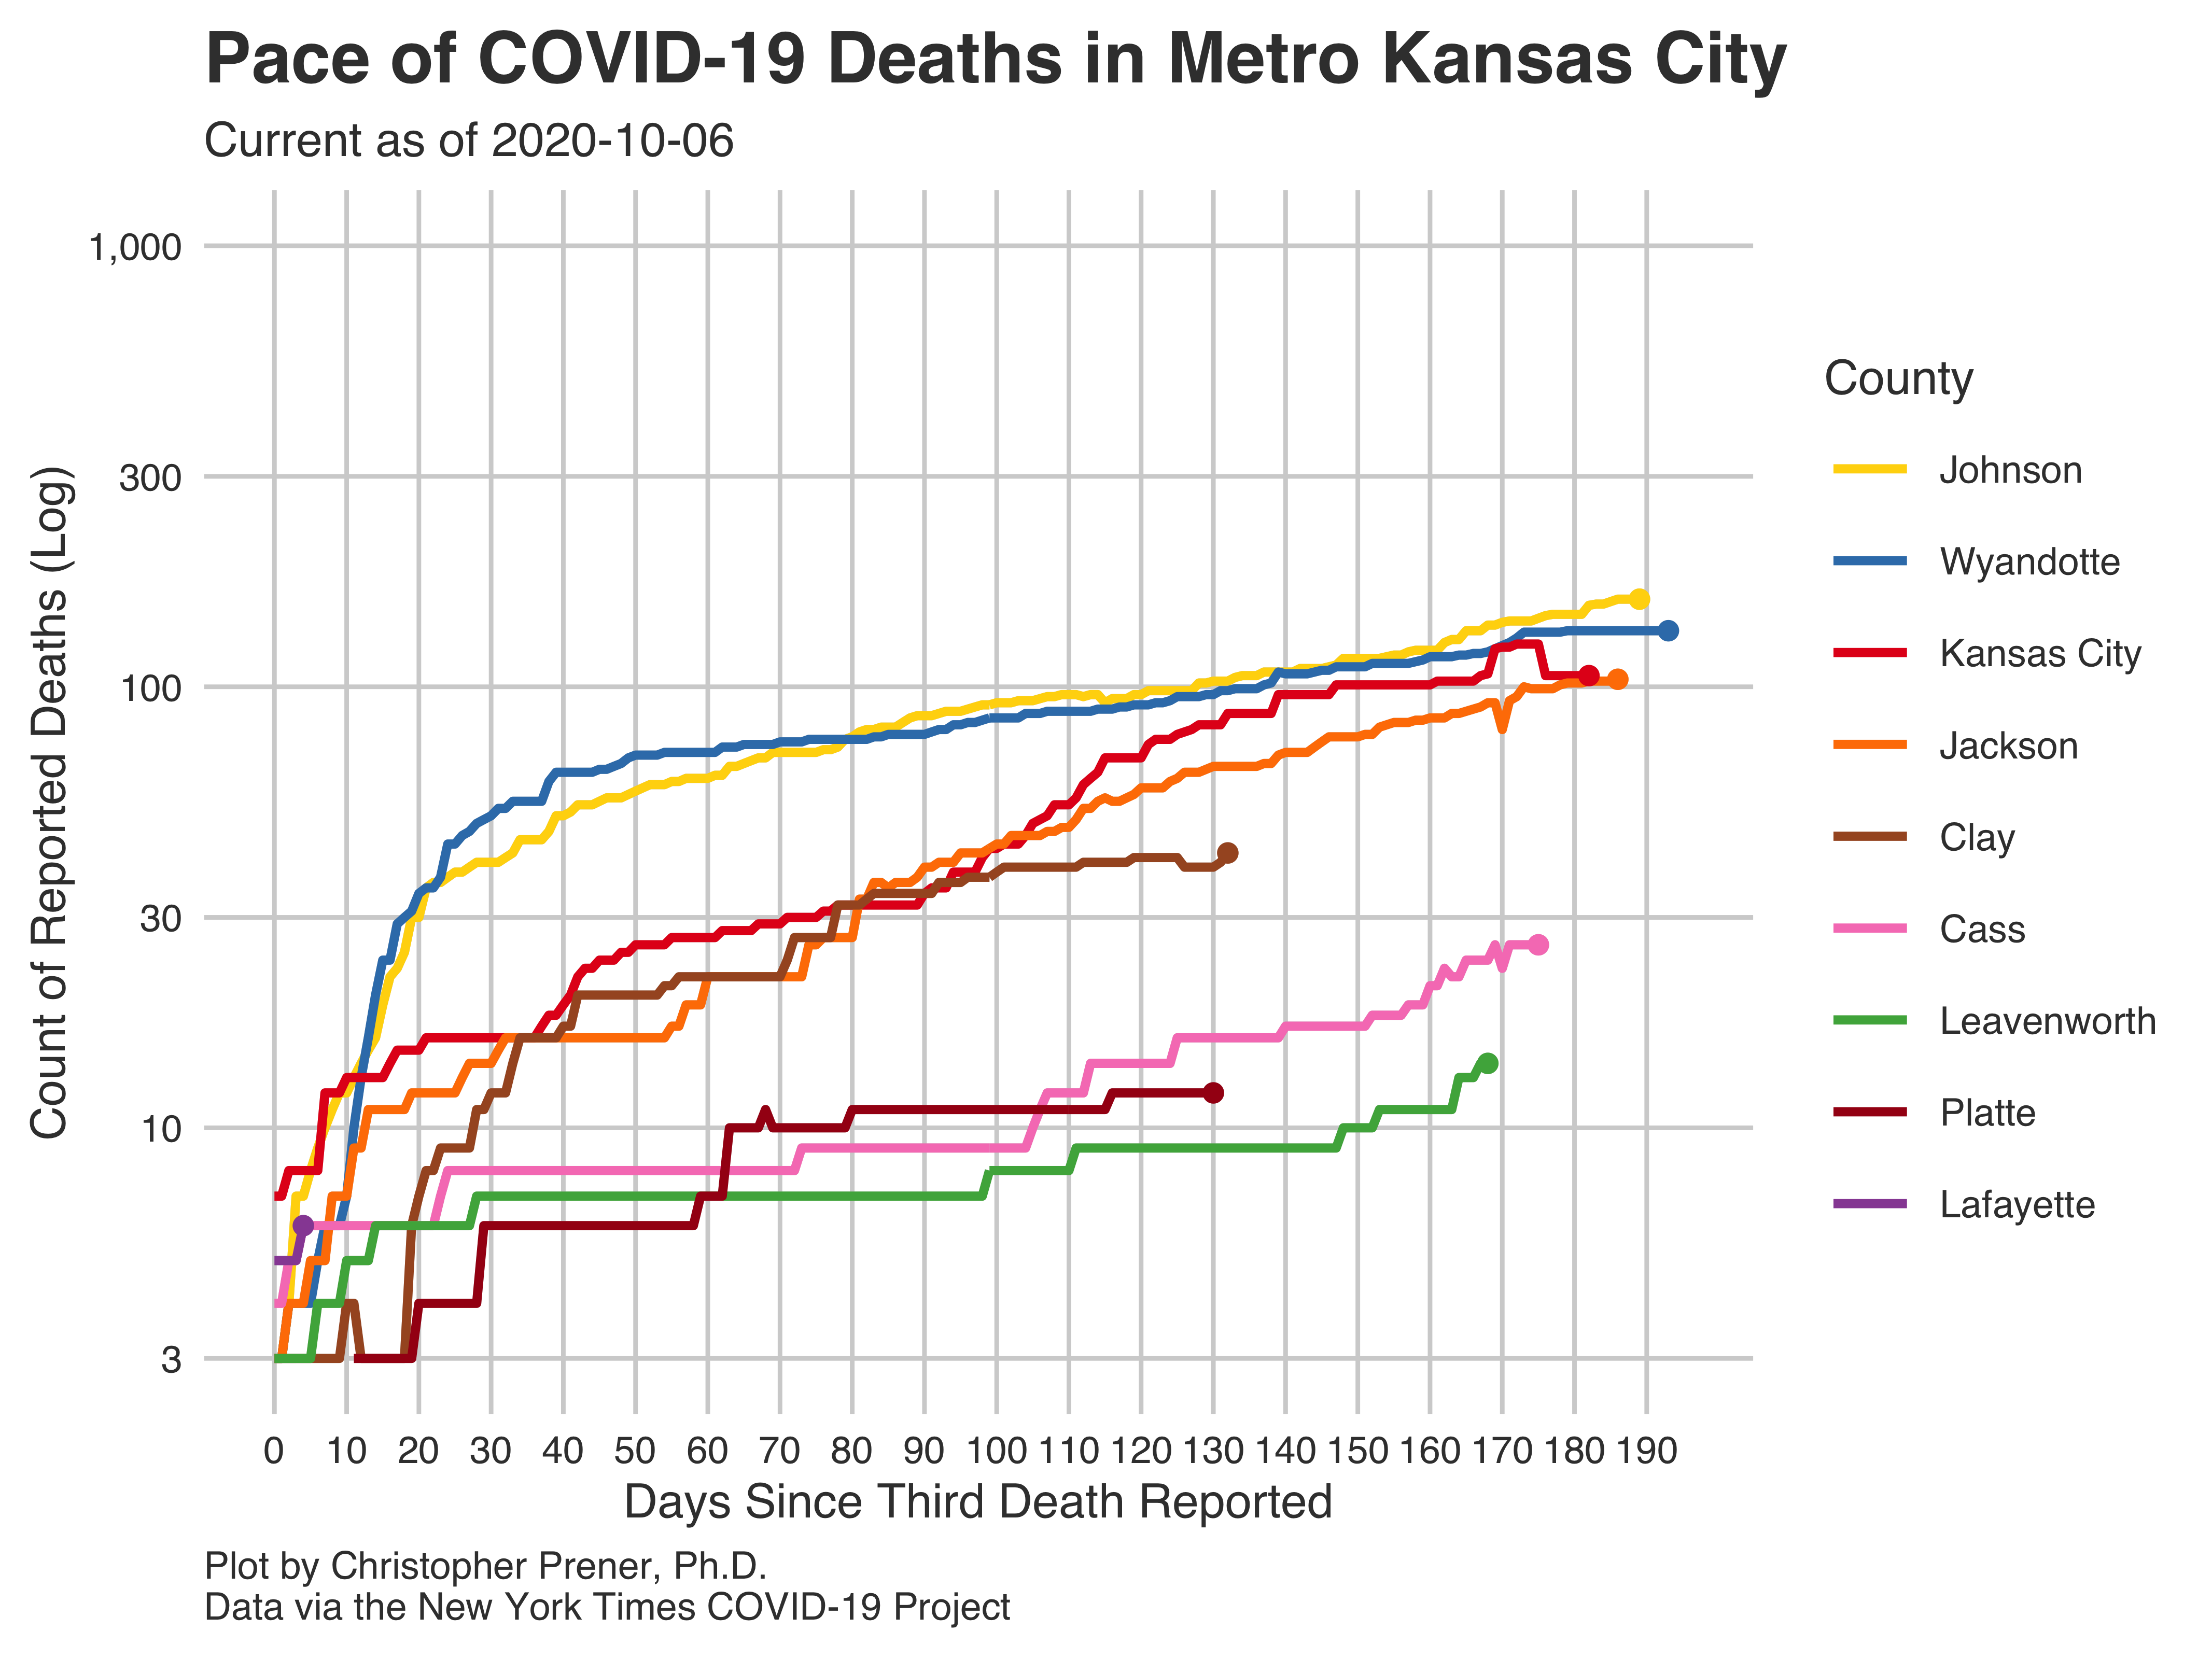 Pace of COVID-19 Deaths in Metro Kansas City
Current as of 2020-10-06
Count of Reported Deaths (Log)
1,000
300
100
30
10
3
0 10 20 30 40 50 60 70 80 90 100 110 120 130 140 150 160 170 180 190
Days Since Third Death Reported
County
Johnson
Wyandotte
Kansas City
Jackson
Clay
Cass
Leavenworth
Platte
Lafayette
Plot by Christopher Prener, Ph.D.
Data via the New York Times COVID-19 Project